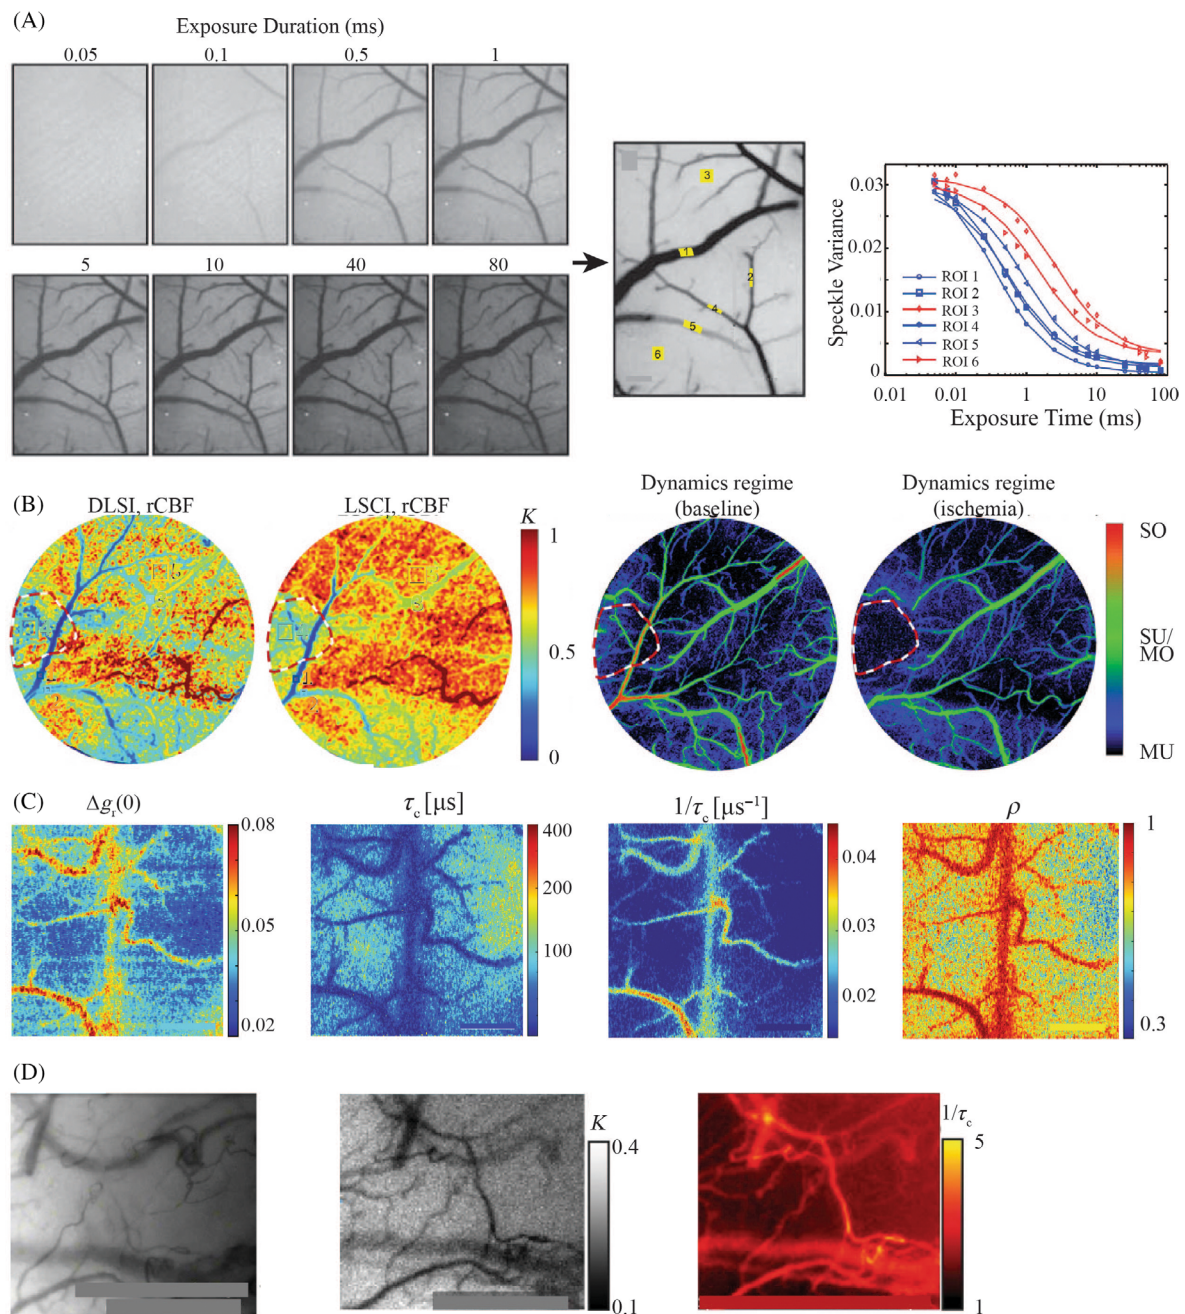 (A)
Exposure Duration (ms)
0.05 0.1 0.5 1
5 10 40 80
3
1
2
4
5
6
Speckle Variance
0.03
0.02
0.01
0
ROI 1
ROI 2
ROI 3
ROI 4
ROI 5
ROI 6
0.01 0.01 1 10 100
Exposure Time (ms)
(B)
DLSI, rCBF
LSCI, rCBF
K
1
0.5
0
Dynamics regime
(baseline)
Dynamics regime
(ischemia)
SO
SU/
MO
MU
(C)
Δgᵣ(0)
0.08
0.05
0.02
τc [μs]
400
200
100
1/τc [μs⁻¹]
0.04
0.03
0.02
ρ
1
0.3
(D)
K
0.4
0.1
1/τc
5
1